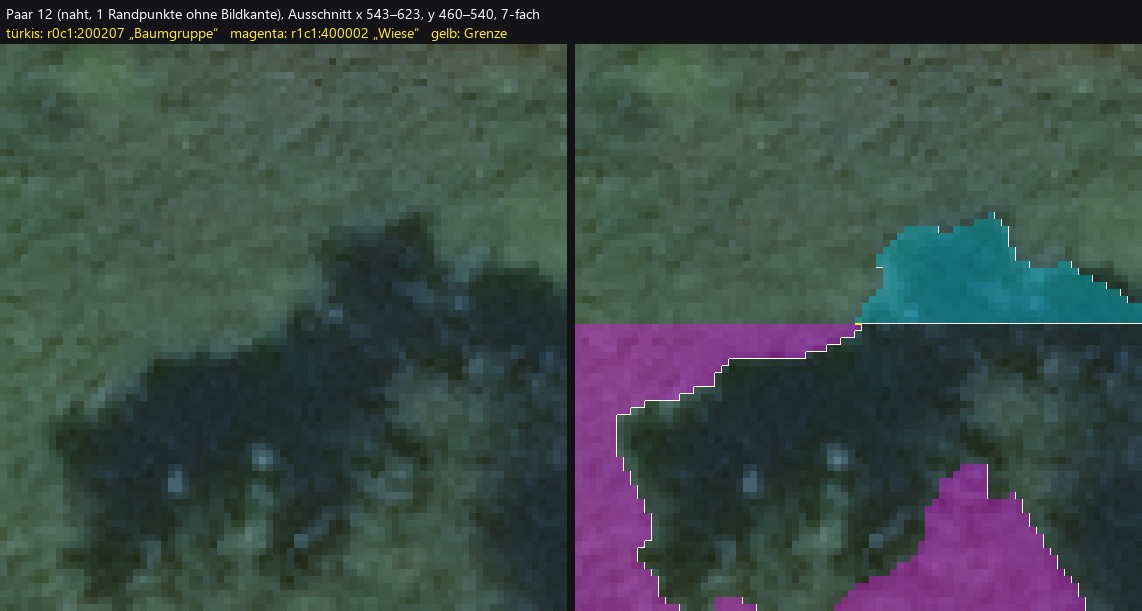 Paar 12 (naht, 1 Randpunkte ohne Bildkante), Ausschnitt x 543–623, y 460–540, 7-fach
türkis: r0c1:200207 „Baumgruppe“ magenta: r1c1:400002 „Wiese“ gelb: Grenze